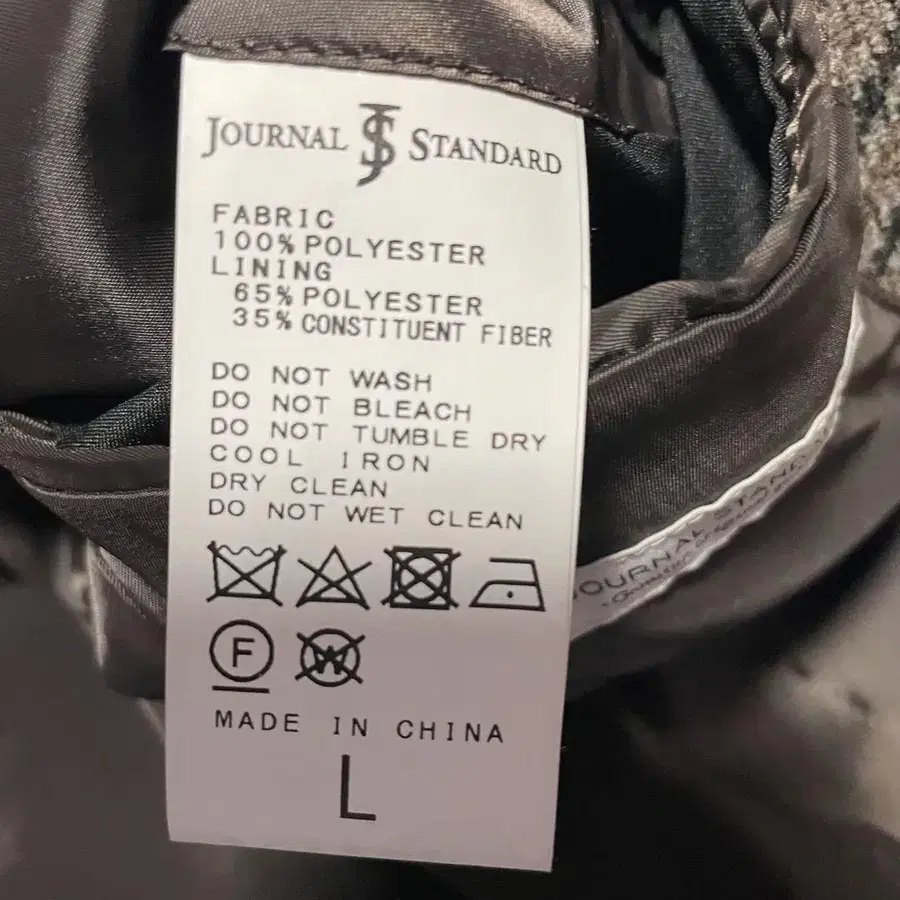 JOURNAL JS STANDARD
FABRIC
100% POLYESTER
LINING
65% POLYESTER
35% CONSTITUENT FIBER
DO NOT WASH
DO NOT BLEACH
DO NOT TUMBLE DRY
COOL IRON
DRY CLEAN
DO NOT WET CLEAN
F W
MADE IN CHINA
L
JOURNAL STAND